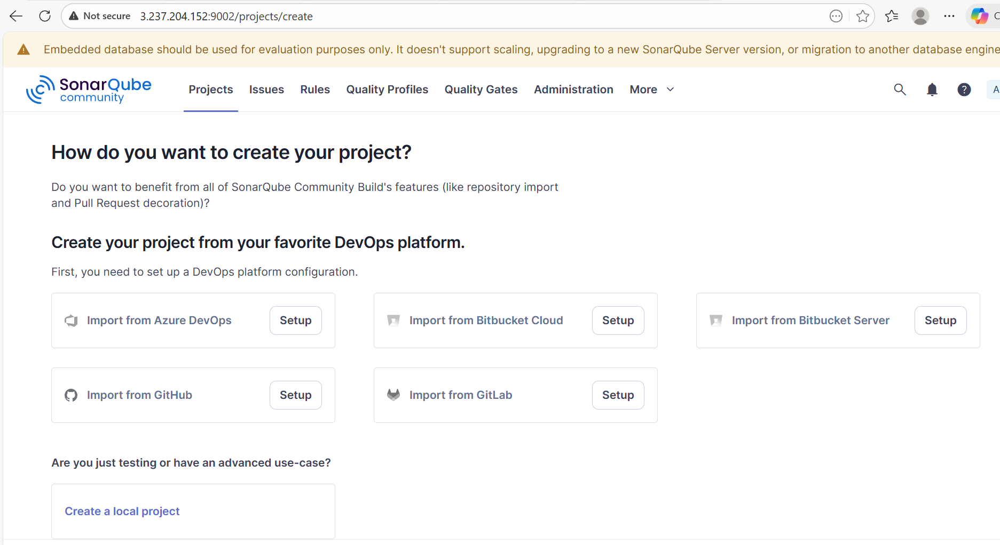 Not secure 3.237.204.152:9002/projects/create
Embedded database should be used for evaluation purposes only. It doesn't support scaling, upgrading to a new SonarQube Server version, or migration to another database engine
SonarQube community Projects Issues Rules Quality Profiles Quality Gates Administration More ? A
How do you want to create your project?
Do you want to benefit from all of SonarQube Community Build's features (like repository import
and Pull Request decoration)?
Create your project from your favorite DevOps platform.
First, you need to set up a DevOps platform configuration.
Import from Azure DevOps Setup Import from Bitbucket Cloud Setup Import from Bitbucket Server Setup
Import from GitHub Setup Import from GitLab Setup
Are you just testing or have an advanced use-case?
Create a local project